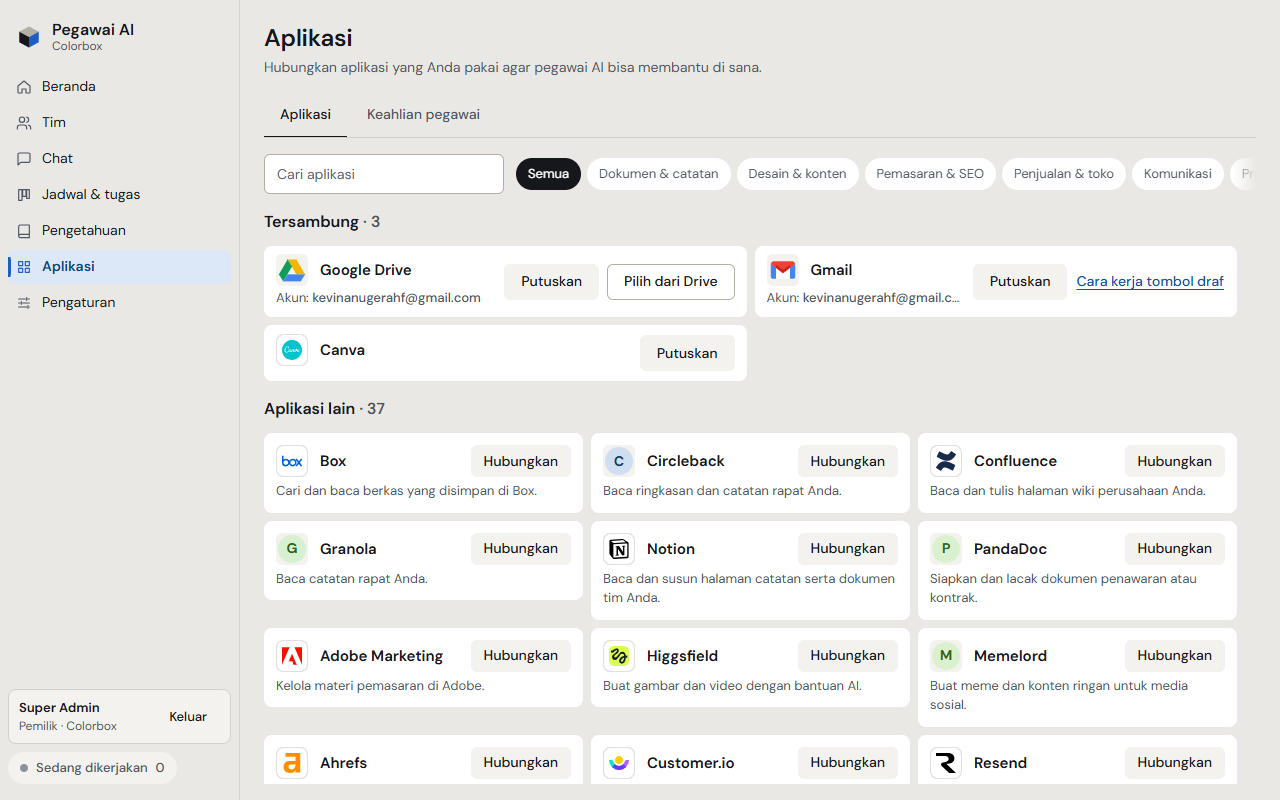 Pegawai AI
Colorbox
Beranda
Tim
Chat
Jadwal & tugas
Pengetahuan
Aplikasi
Pengaturan
Super Admin
Pemilik · Colorbox
Keluar
Sedang dikerjakan 0
Aplikasi
Hubungkan aplikasi yang Anda pakai agar pegawai AI bisa membantu di sana.
Aplikasi Keahlian pegawai
Cari aplikasi Semua Dokumen & catatan Desain & konten Pemasaran & SEO Penjualan & toko Komunikasi
Tersambung · 3
Google Drive
Akun: kevinanugerahf@gmail.com
Putuskan Pilih dari Drive
Gmail
Akun: kevinanugerahf@gmail.c...
Putuskan Cara kerja tombol draf
Canva Putuskan
Aplikasi lain · 37
box Box Hubungkan
Cari dan baca berkas yang disimpan di Box.
C Circleback Hubungkan
Baca ringkasan dan catatan rapat Anda.
Confluence Hubungkan
Baca dan tulis halaman wiki perusahaan Anda.
G Granola Hubungkan
Baca catatan rapat Anda.
Notion Hubungkan
Baca dan susun halaman catatan serta dokumen
tim Anda.
P PandaDoc Hubungkan
Siapkan dan lacak dokumen penawaran atau
kontrak.
Adobe Marketing Hubungkan
Kelola materi pemasaran di Adobe.
Higgsfield Hubungkan
Buat gambar dan video dengan bantuan AI.
M Memelord Hubungkan
Buat meme dan konten ringan untuk media
sosial.
Ahrefs Hubungkan
Customer.io Hubungkan
Resend Hubungkan